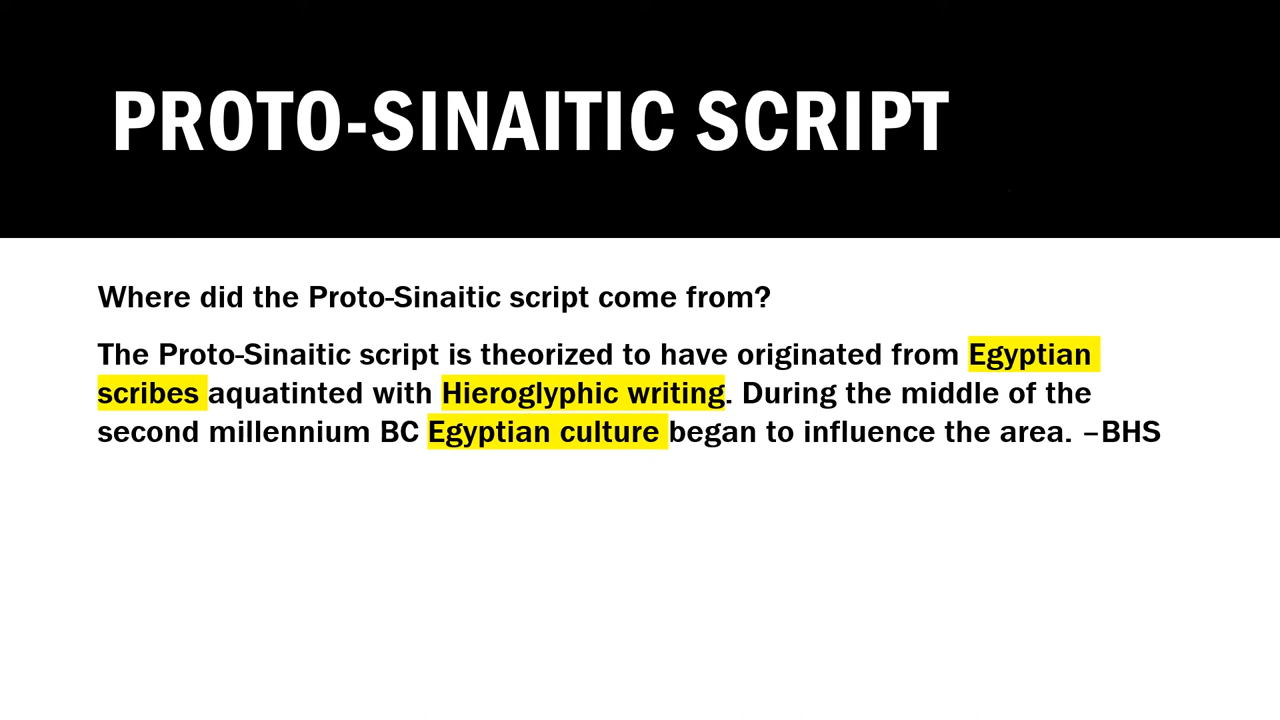 PROTO-SINAITIC SCRIPT
Where did the Proto-Sinaitic script come from?
The Proto-Sinaitic script is theorized to have originated from Egyptian
scribes aquatinted with Hieroglyphic writing. During the middle of the
second millennium BC Egyptian culture began to influence the area. –BHS